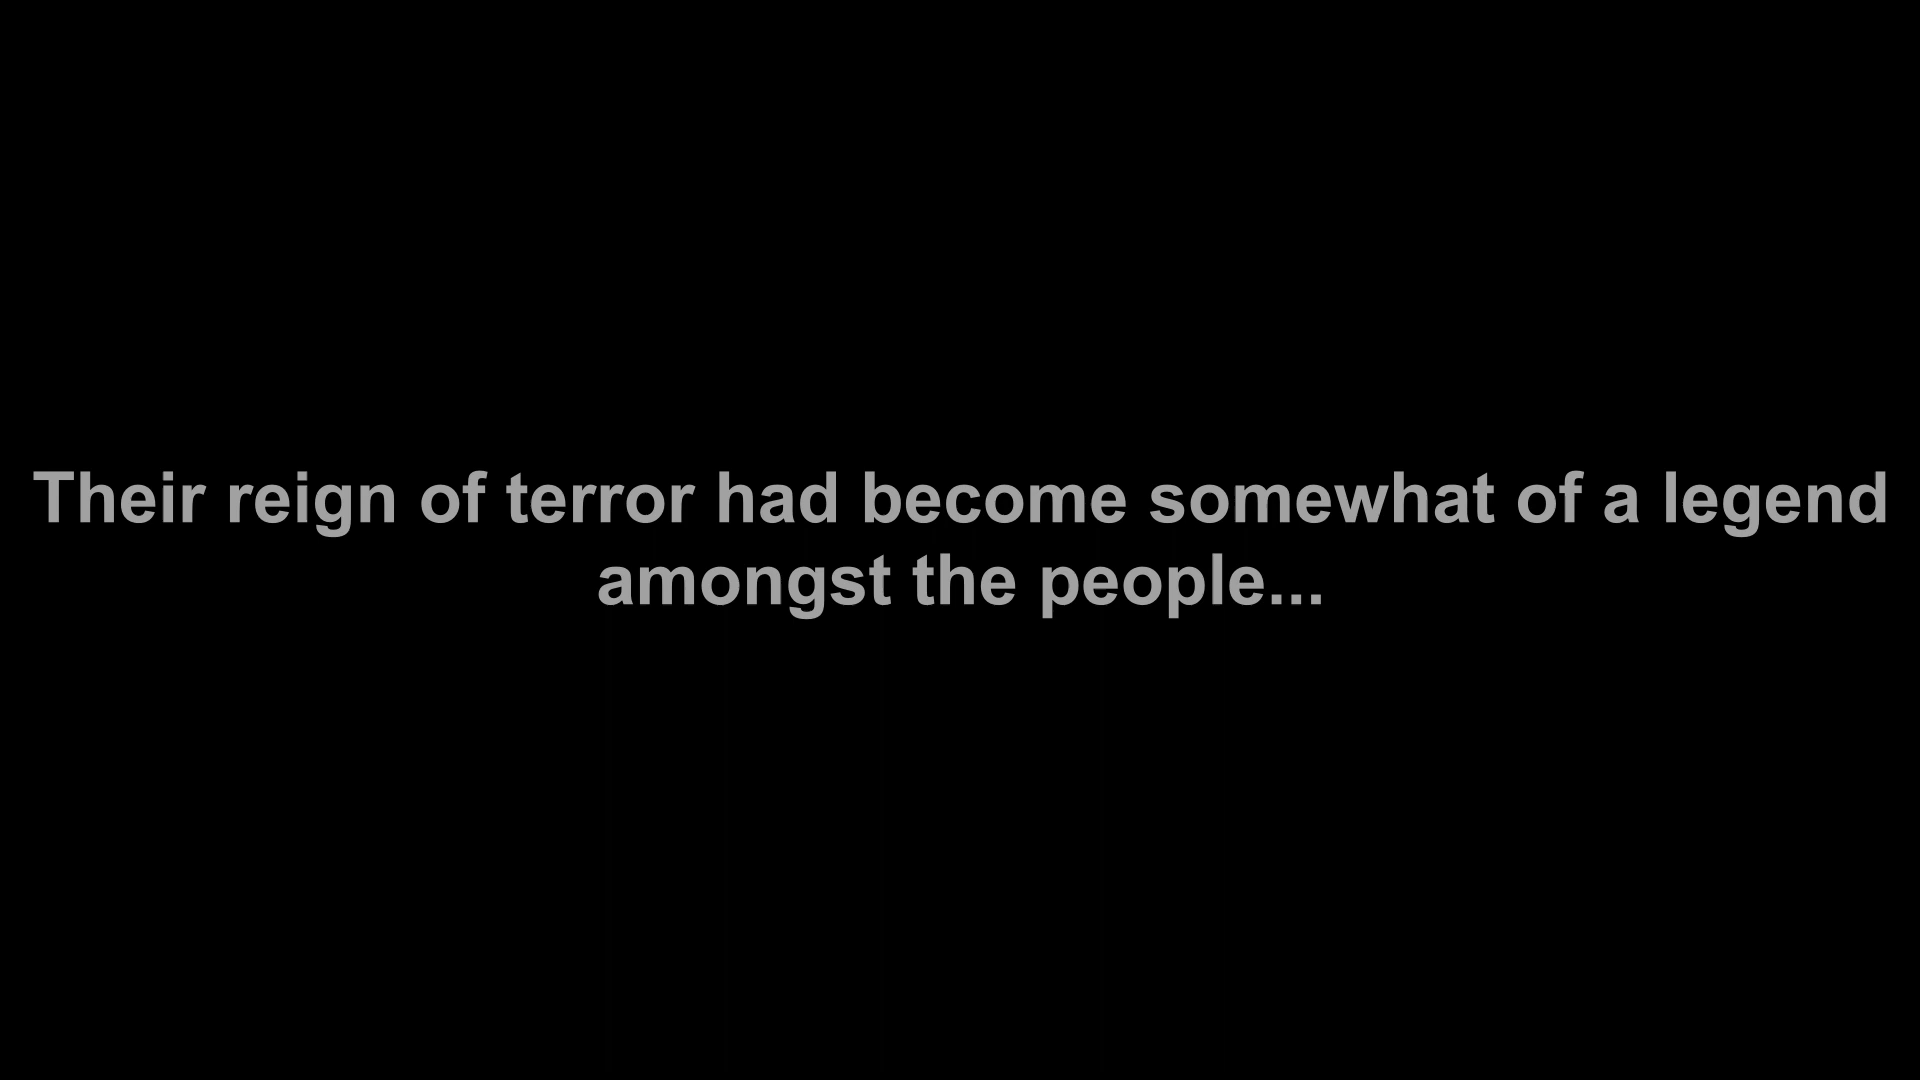 Their reign of terror had become somewhat of a legend
amongst the people...